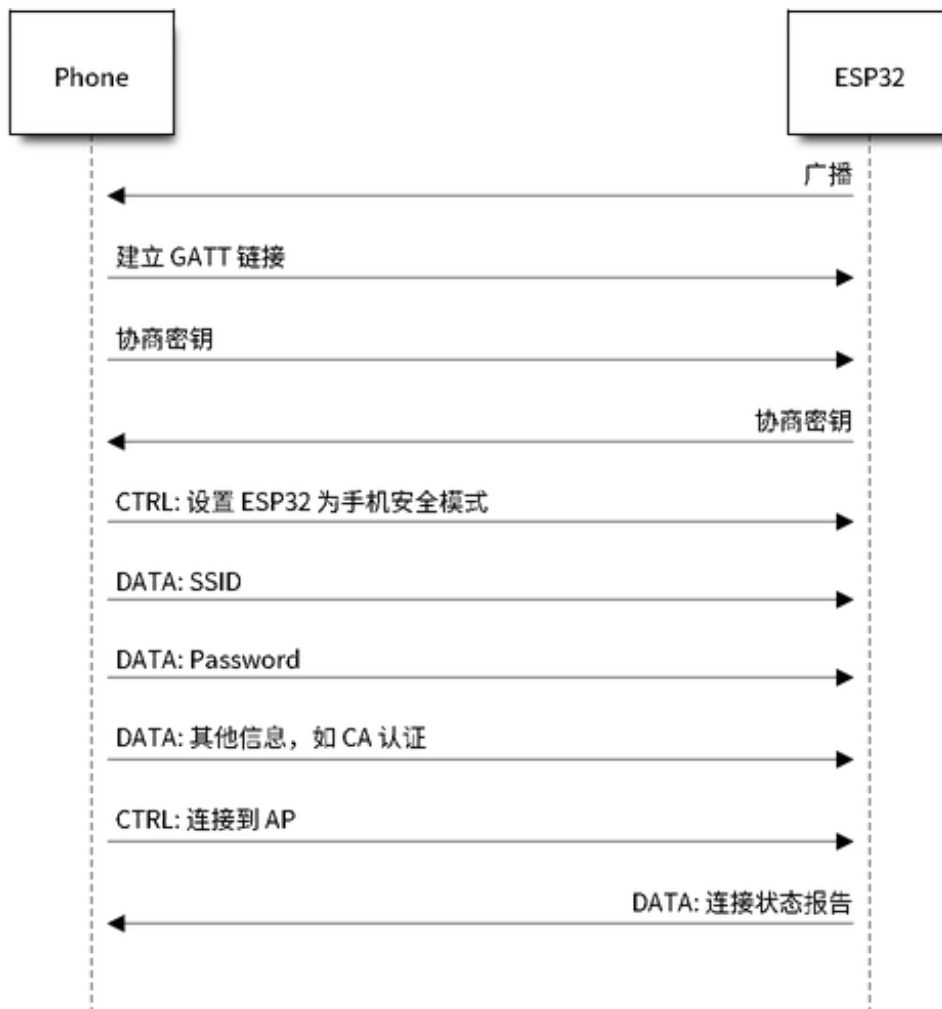 Phone
ESP32
广播
建立 GATT 链接
协商密钥
协商密钥
CTRL: 设置 ESP32 为手机安全模式
DATA: SSID
DATA: Password
DATA: 其他信息，如 CA 认证
CTRL: 连接到 AP
DATA: 连接状态报告